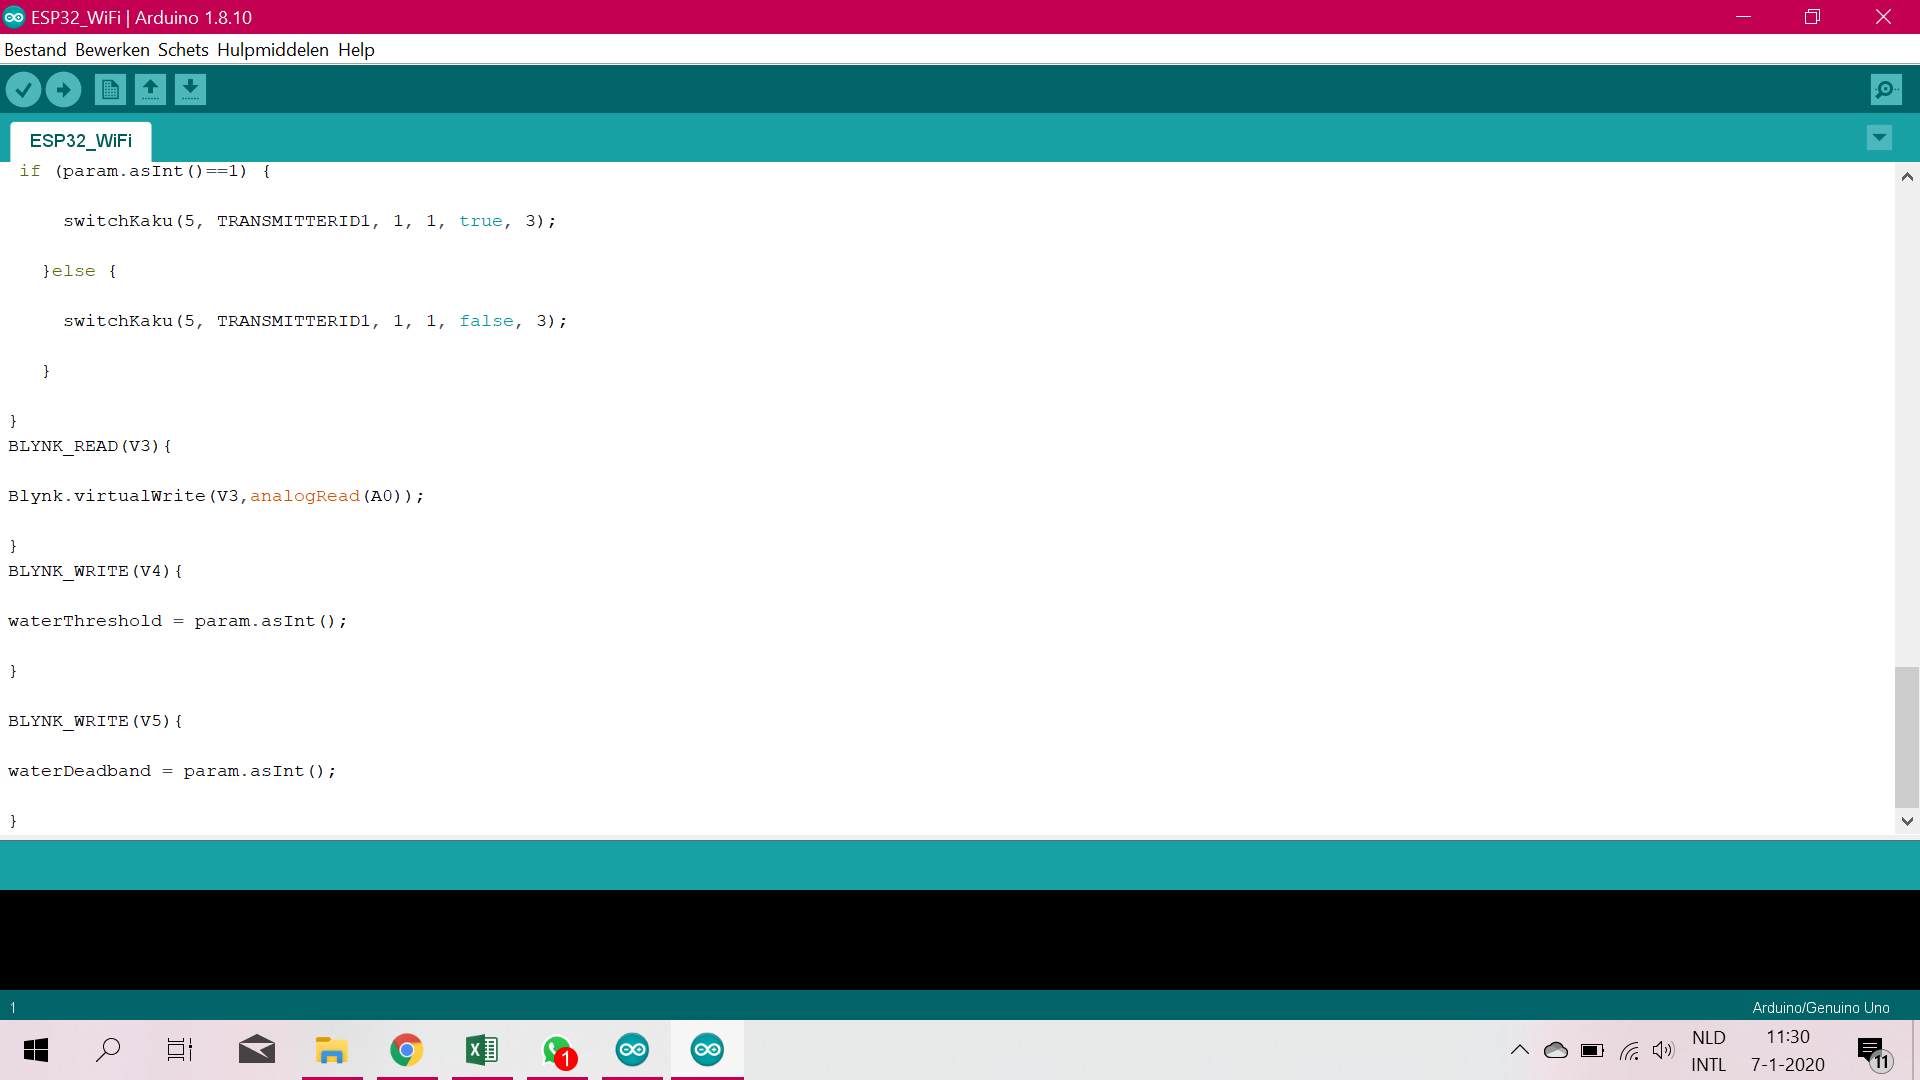 ESP32_WiFi | Arduino 1.8.10
Bestand Bewerken Schets Hulpmiddelen Help
ESP32_WiFi
if (param.asInt()==1) {
switchKaku(5, TRANSMITTERID1, 1, 1, true, 3);
}else {
switchKaku(5, TRANSMITTERID1, 1, 1, false, 3);
}
}
BLYNK_READ(V3){
Blynk.virtualWrite(V3,analogRead(A0));
}
BLYNK_WRITE(V4){
waterThreshold = param.asInt();
}
BLYNK_WRITE(V5){
waterDeadband = param.asInt();
}
1
Arduino/Genuino Uno
1
NLD
INTL
11:30
7-1-2020
11